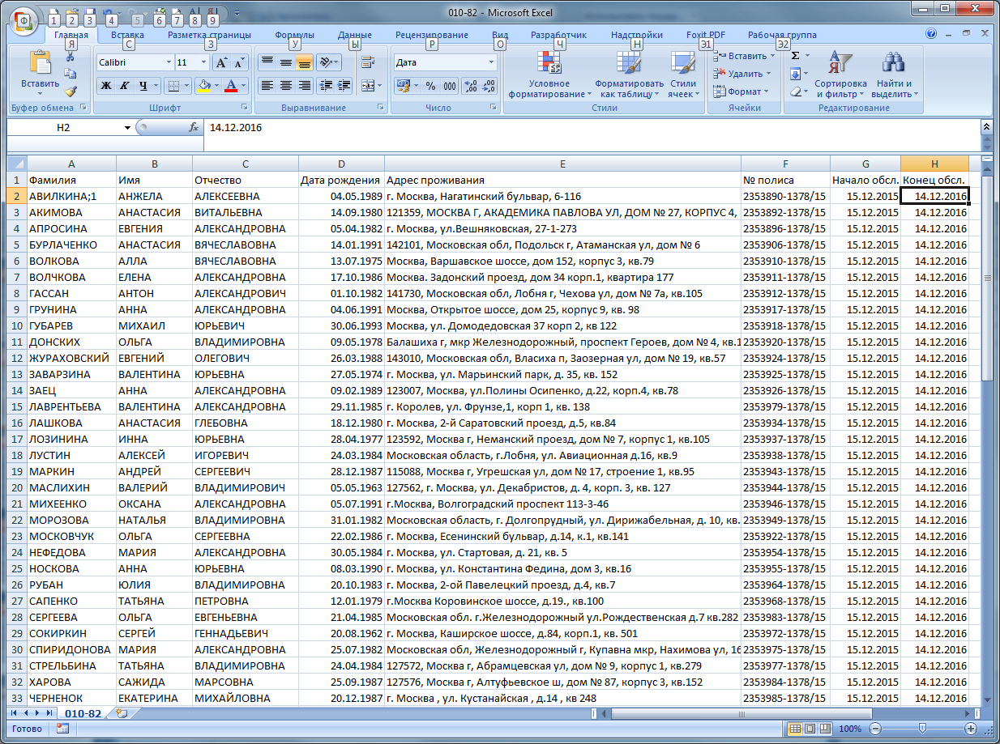 010-82 - Microsoft Excel
1 2 3 4 5 6 7 8 9
Главная Вставка Разметка страницы Формулы Данные Рецензирование Вид Разработчик Надстройки Foxit PDF Рабочая группа
Ф Я С З У Ы Р О Ч Н Э1 Э2
Вставить
Calibri 11
Дата
Ж К Ч
% 000
Условное форматирование
Форматировать как таблицу
Стили ячеек
Вставить
Удалить
Формат
Сортировка и фильтр
Найти и выделить
Буфер обмена Шрифт Выравнивание Число Стили Ячейки Редактирование
H2 fx 14.12.2016
A B C D E F G H
1 Фамилия Имя Отчество Дата рождения Адрес проживания № полиса Начало обсл. Конец обсл.
2 АВИЛКИНА;1 АНЖЕЛА АЛЕКСЕЕВНА 04.05.1989 г. Москва, Нагатинский бульвар, 6-116 2353890-1378/15 15.12.2015 14.12.2016
3 АКИМОВА АНАСТАСИЯ ВИТАЛЬЕВНА 14.09.1980 121359, МОСКВА Г, АКАДЕМИКА ПАВЛОВА УЛ, ДОМ № 27, КОРПУС 4, 2353892-1378/15 15.12.2015 14.12.2016
4 АПРОСИНА ЕВГЕНИЯ АЛЕКСАНДРОВНА 05.04.1982 г. Москва, ул.Вешняковская, 27-1-273 2353896-1378/15 15.12.2015 14.12.2016
5 БУРЛАЧЕНКО АНАСТАСИЯ ВЯЧЕСЛАВОВНА 14.01.1991 142101, Московская обл, Подольск г, Атаманская ул, дом № 6 2353906-1378/15 15.12.2015 14.12.2016
6 ВОЛКОВА АЛЛА ВЯЧЕСЛАВОВНА 13.07.1975 Москва, Варшавское шоссе, дом 152, корпус 3, кв.79 2353910-1378/15 15.12.2015 14.12.2016
7 ВОЛЧКОВА ЕЛЕНА АЛЕКСАНДРОВНА 17.10.1986 Москва. Задонский проезд, дом 34 корп.1, квартира 177 2353911-1378/15 15.12.2015 14.12.2016
8 ГАССАН АНТОН АЛЕКСАНДРОВИЧ 01.10.1982 141730, Московская обл, Лобня г, Чехова ул, дом № 7а, кв.105 2353912-1378/15 15.12.2015 14.12.2016
9 ГРУНИНА АННА АЛЕКСАНДРОВНА 04.06.1991 Москва, Открытое шоссе, дом 25, корпус 9, кв. 98 2353917-1378/15 15.12.2015 14.12.2016
10 ГУБАРЕВ МИХАИЛ ЮРЬЕВИЧ 30.06.1993 Москва, ул. Домодедовская 37 корп 2, кв 122 2353918-1378/15 15.12.2015 14.12.2016
11 ДОНСКИХ ОЛЬГА ВЛАДИМИРОВНА 09.05.1978 Балашиха г, мкр Железнодорожный, проспект Героев, дом № 4, кв.1 2353920-1378/15 15.12.2015 14.12.2016
12 ЖУРАХОВСКИЙ ЕВГЕНИЙ ОЛЕГОВИЧ 26.03.1988 143010, Московская обл, Власиха п, Заозерная ул, дом № 19, кв.57 2353924-1378/15 15.12.2015 14.12.2016
13 ЗАВАРЗИНА ВАЛЕНТИНА ЮРЬЕВНА 27.05.1974 г. Москва, ул. Марьинский парк, д. 35, кв. 152 2353925-1378/15 15.12.2015 14.12.2016
14 ЗАЕЦ АННА АЛЕКСАНДРОВНА 09.02.1989 123007, Москва, ул.Полины Осипенко, д.22, корп.4, кв.78 2353926-1378/15 15.12.2015 14.12.2016
15 ЛАВРЕНТЬЕВА ВАЛЕНТИНА АЛЕКСАНДРОВНА 29.11.1985 г. Королев, ул. Фрунзе,1, корп 1, кв. 138 2353979-1378/15 15.12.2015 14.12.2016
16 ЛАШКОВА АНАСТАСИЯ ГЛЕБОВНА 18.12.1980 г. Москва, 2-й Саратовский проезд, д.5, кв.84 2353934-1378/15 15.12.2015 14.12.2016
17 ЛОЗИНИНА ИННА ЮРЬЕВНА 28.04.1977 123592, Москва г, Неманский проезд, дом № 7, корпус 1, кв.105 2353937-1378/15 15.12.2015 14.12.2016
18 ЛУСТИН АЛЕКСЕЙ ИГОРЕВИЧ 24.03.1984 Московская область, г.Лобня, ул. Авиационная д.16, кв.9 2353938-1378/15 15.12.2015 14.12.2016
19 МАРКИН АНДРЕЙ СЕРГЕЕВИЧ 28.12.1987 115088, Москва г, Угрешская ул, дом № 17, строение 1, кв.95 2353943-1378/15 15.12.2015 14.12.2016
20 МАСЛИХИН ВАЛЕРИЙ ВЛАДИМИРОВИЧ 05.05.1963 127562, г. Москва, ул. Декабристов, д. 4, корп. 3, кв. 127 2353944-1378/15 15.12.2015 14.12.2016
21 МИХЕЕНКО ОКСАНА АЛЕКСАНДРОВНА 05.07.1991 г.Москва, Волгоградский проспект 113-3-46 2353946-1378/15 15.12.2015 14.12.2016
22 МОРОЗОВА НАТАЛЬЯ ВЛАДИМИРОВНА 31.01.1982 Московская область, г. Долгопрудный, ул. Дирижабельная, д. 10, кв. 2353949-1378/15 15.12.2015 14.12.2016
23 МОСКОВЧУК ОЛЬГА СЕРГЕЕВНА 22.02.1986 г. Москва, Есенинский бульвар, д.14, к.1, кв.141 2353922-1378/15 15.12.2015 14.12.2016
24 НЕФЕДОВА МАРИЯ АЛЕКСАНДРОВНА 30.05.1984 г. Москва, ул. Стартовая, д. 21, кв. 5 2353954-1378/15 15.12.2015 14.12.2016
25 НОСКОВА АННА ЮРЬЕВНА 08.03.1990 г. Москва, ул. Константина Федина, дом 3, кв.16 2353955-1378/15 15.12.2015 14.12.2016
26 РУБАН ЮЛИЯ ВЛАДИМИРОВНА 20.10.1983 г. Москва, 2-ой Павелецкий проезд, д.4, кв.7 2353964-1378/15 15.12.2015 14.12.2016
27 САПЕНКО ТАТЬЯНА ПЕТРОВНА 12.01.1979 г.Москва Коровинское шоссе, д.19., кв.100 2353968-1378/15 15.12.2015 14.12.2016
28 СЕРГЕЕВА ОЛЬГА ЕВГЕНЬЕВНА 21.04.1985 Московская обл. г.Железнодорожный ул.Рождественская д.7 кв.282 2353983-1378/15 15.12.2015 14.12.2016
29 СОКИРКИН СЕРГЕЙ ГЕННАДЬЕВИЧ 20.08.1962 г. Москва, Каширское шоссе, д.84, корп.1, кв. 501 2353972-1378/15 15.12.2015 14.12.2016
30 СПИРИДОНОВА МАРИЯ АЛЕКСАНДРОВНА 25.07.1982 Московская обл, Железнодорожный г, Купавна мкр, Нахимова ул, 16 2353975-1378/15 15.12.2015 14.12.2016
31 СТРЕЛЬБИНА ТАТЬЯНА ВЛАДИМИРОВНА 24.04.1984 127572, Москва г, Абрамцевская ул, дом № 9, корпус 1, кв.279 2353977-1378/15 15.12.2015 14.12.2016
32 ХАРОВА САЖИДА МАРСОВНА 25.09.1987 127576, Москва г, Алтуфьевское ш, дом № 87, корпус 3, кв.152 2353984-1378/15 15.12.2015 14.12.2016
33 ЧЕРНЕНОК ЕКАТЕРИНА МИХАЙЛОВНА 20.12.1987 г. Москва , ул. Кустанайская , д.14 , кв 248 2353985-1378/15 15.12.2015 14.12.2016
010-82
Готово 100%